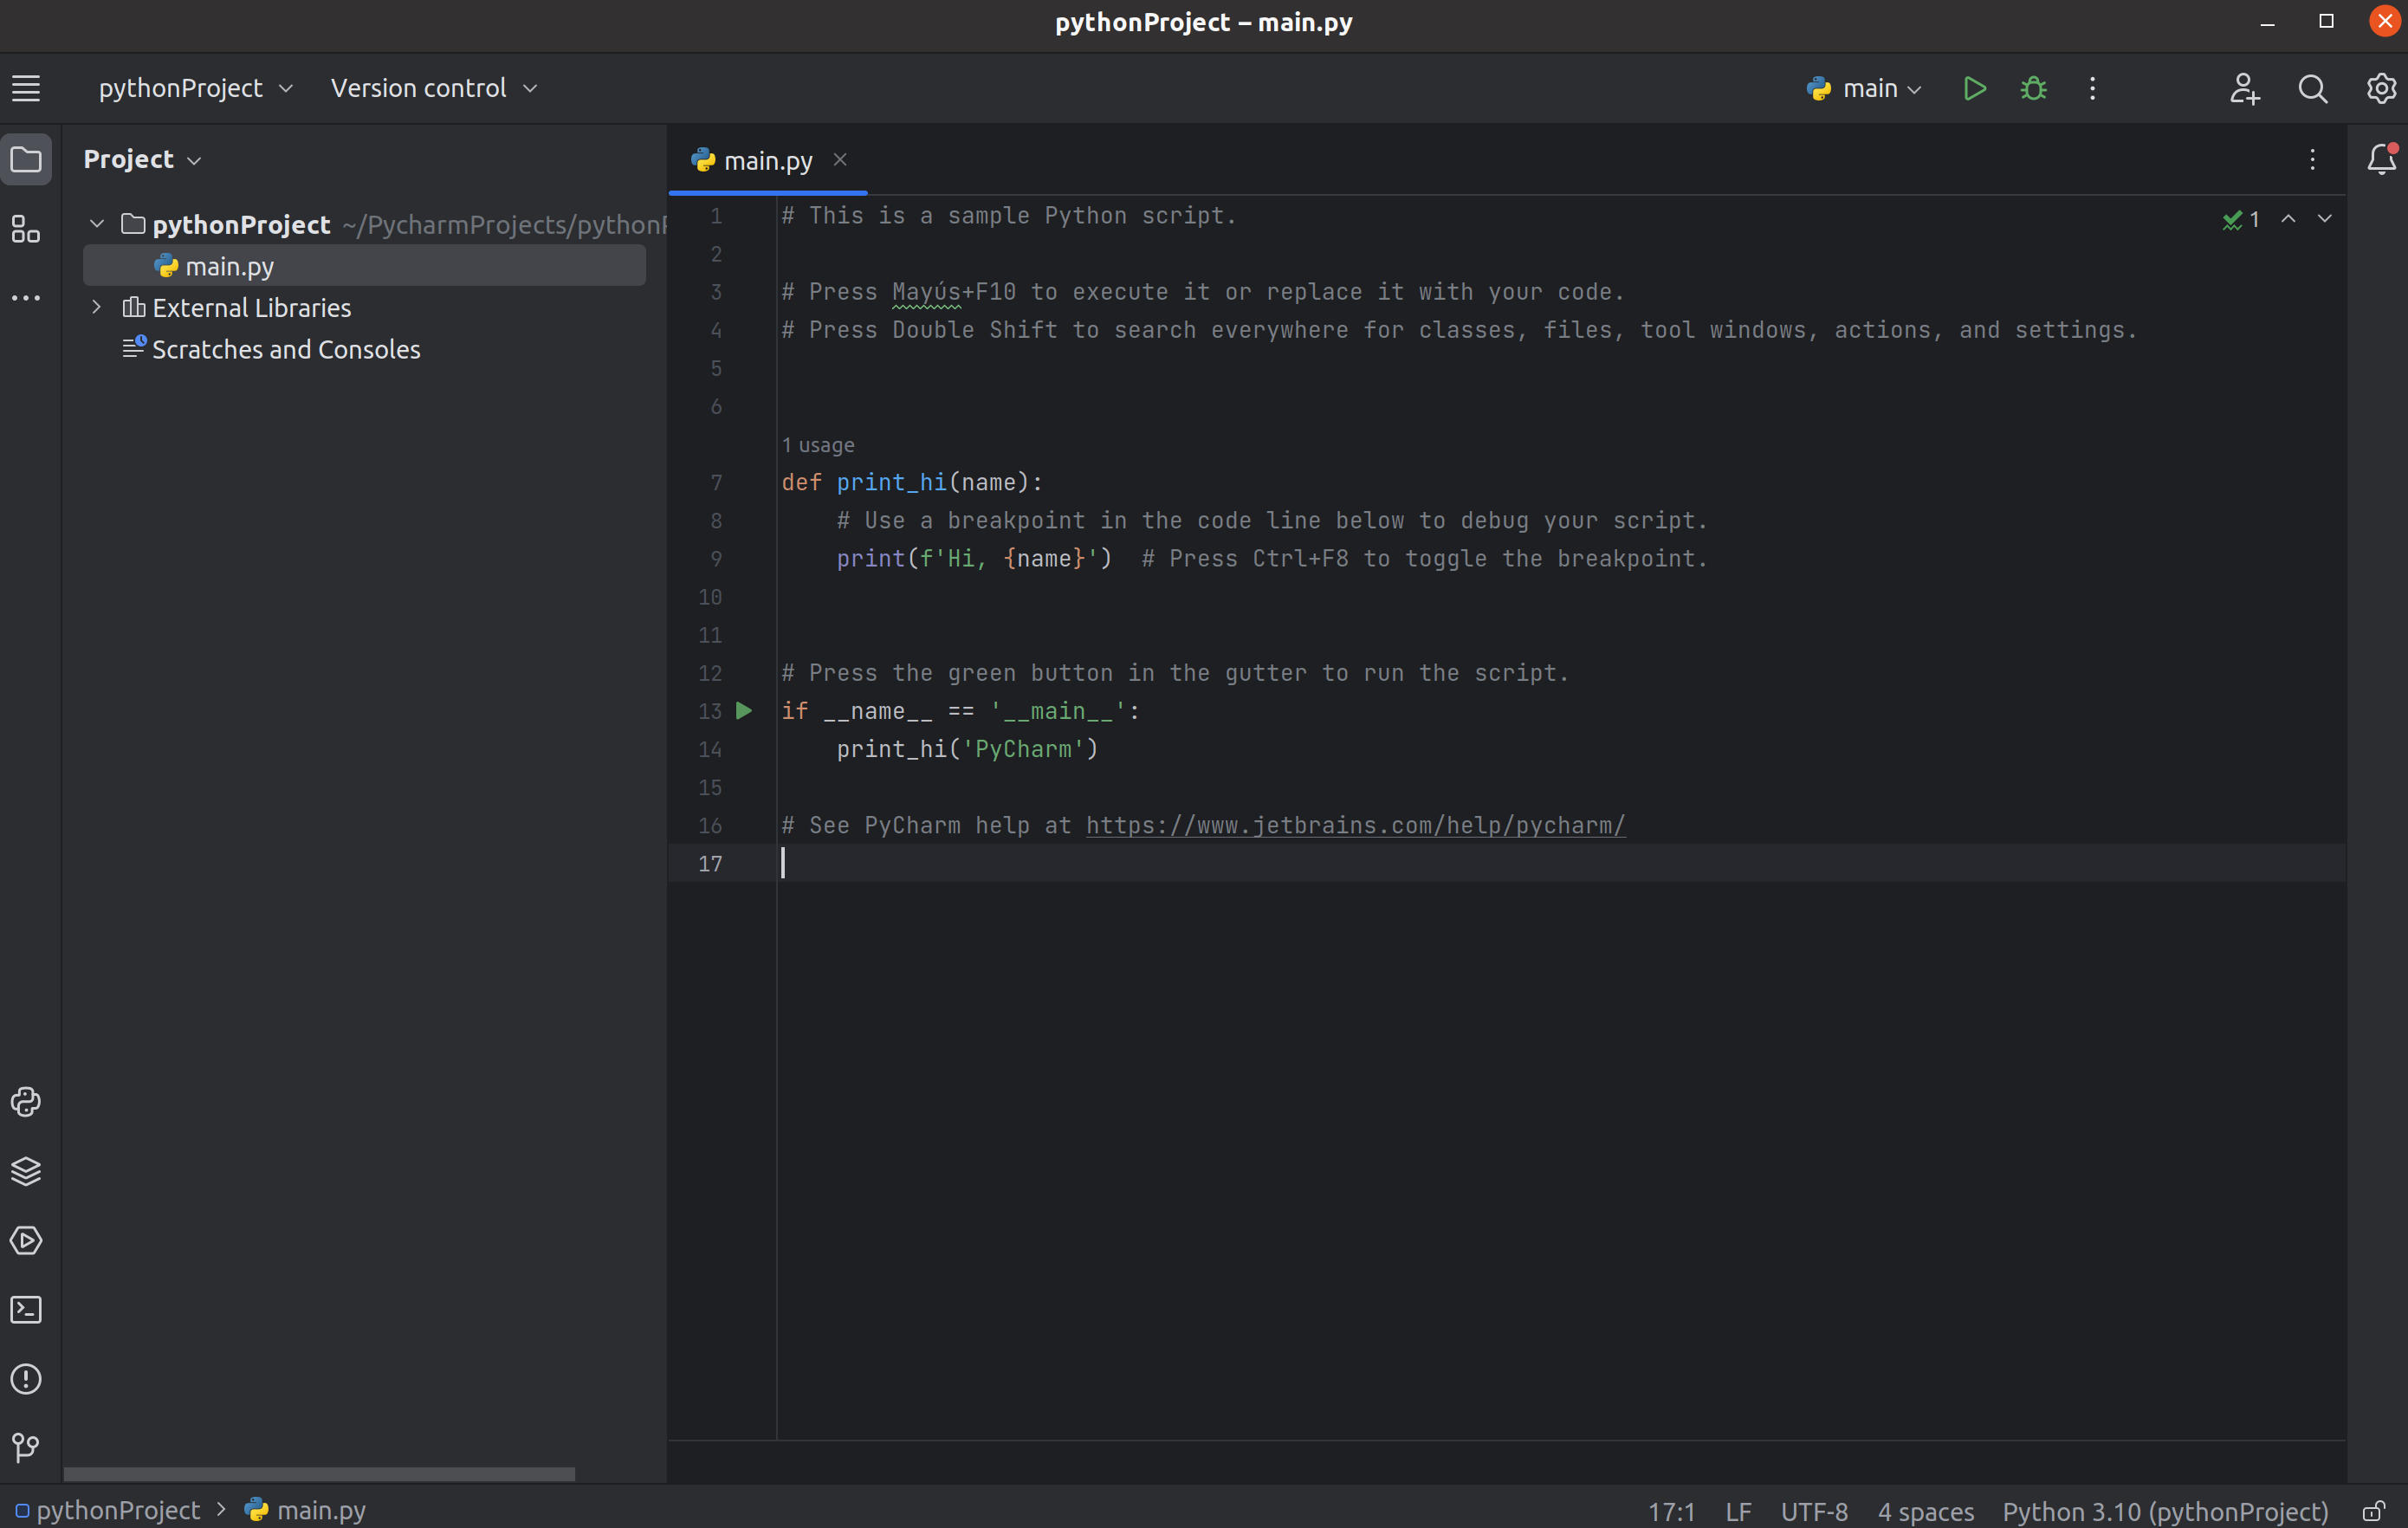 pythonProject – main.py
pythonProject Version control main
Project
pythonProject ~/PycharmProjects/pythonP
main.py
External Libraries
Scratches and Consoles
main.py
1 # This is a sample Python script.
1
2
3 # Press Mayús+F10 to execute it or replace it with your code.
4 # Press Double Shift to search everywhere for classes, files, tool windows, actions, and settings.
5
6
1 usage
7 def print_hi(name):
8 # Use a breakpoint in the code line below to debug your script.
9 print(f'Hi, {name}') # Press Ctrl+F8 to toggle the breakpoint.
10
11
12 # Press the green button in the gutter to run the script.
13 if __name__ == '__main__':
14 print_hi('PyCharm')
15
16 # See PyCharm help at https://www.jetbrains.com/help/pycharm/
17
pythonProject > main.py
17:1 LF UTF-8 4 spaces Python 3.10 (pythonProject)